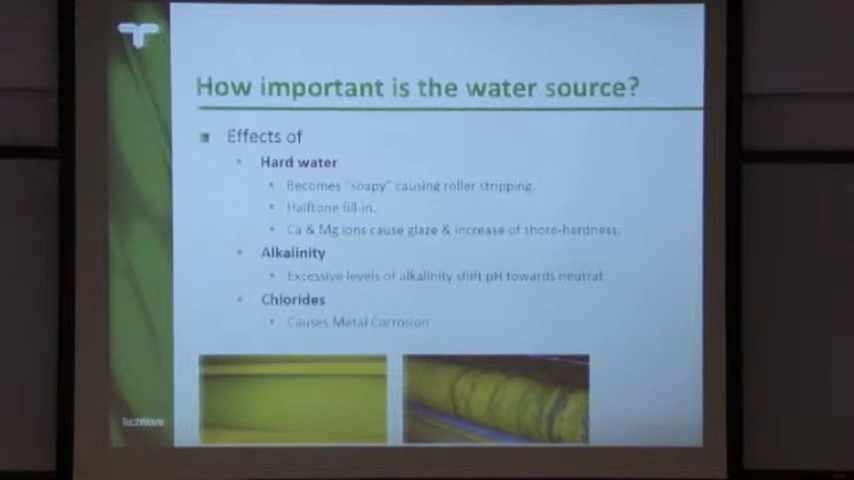 How important is the water source?
Effects of
Hard water
Becomes "soapy" causing roller stripping.
Halftone fill-in.
Ca & Mg ions cause glaze & increase of shore-hardness.
Alkalinity
Excessive levels of alkalinity shift pH towards neutral.
Chlorides
Causes Metal Corrosion